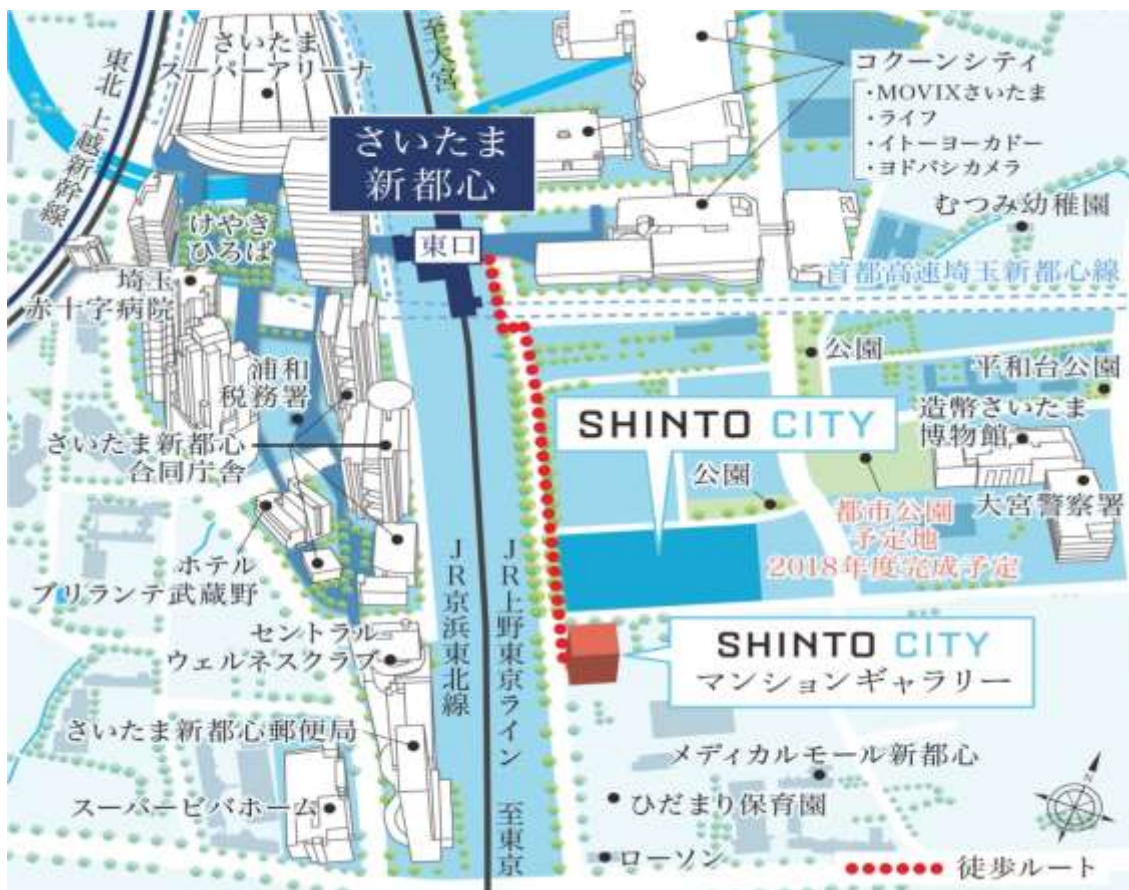 さいたま
スーパーアリーナ
至大宮
コクーンシティ
・MOVIXさいたま
・ライフ
・イトーヨーカドー
・ヨドバシカメラ
東北 上越新幹線
さいたま
新都心
むつみ幼稚園
けやき
ひろば
東口
首都高速埼玉新都心線
埼玉
赤十字病院
公園
平和台公園
浦和
税務署
SHINTO CITY
造幣さいたま
博物館
さいたま新都心
合同庁舎
公園
大宮警察署
都市公園
予定地
2018年度完成予定
ホテル
ブリランテ武蔵野
JR京浜東北線
JR上野東京ライン 至東京
セントラル
ウェルネスクラブ
SHINTO CITY
マンションギャラリー
さいたま新都心郵便局
メディカルモール新都心
スーパービバホーム
ひだまり保育園
ローソン
N
徒歩ルート